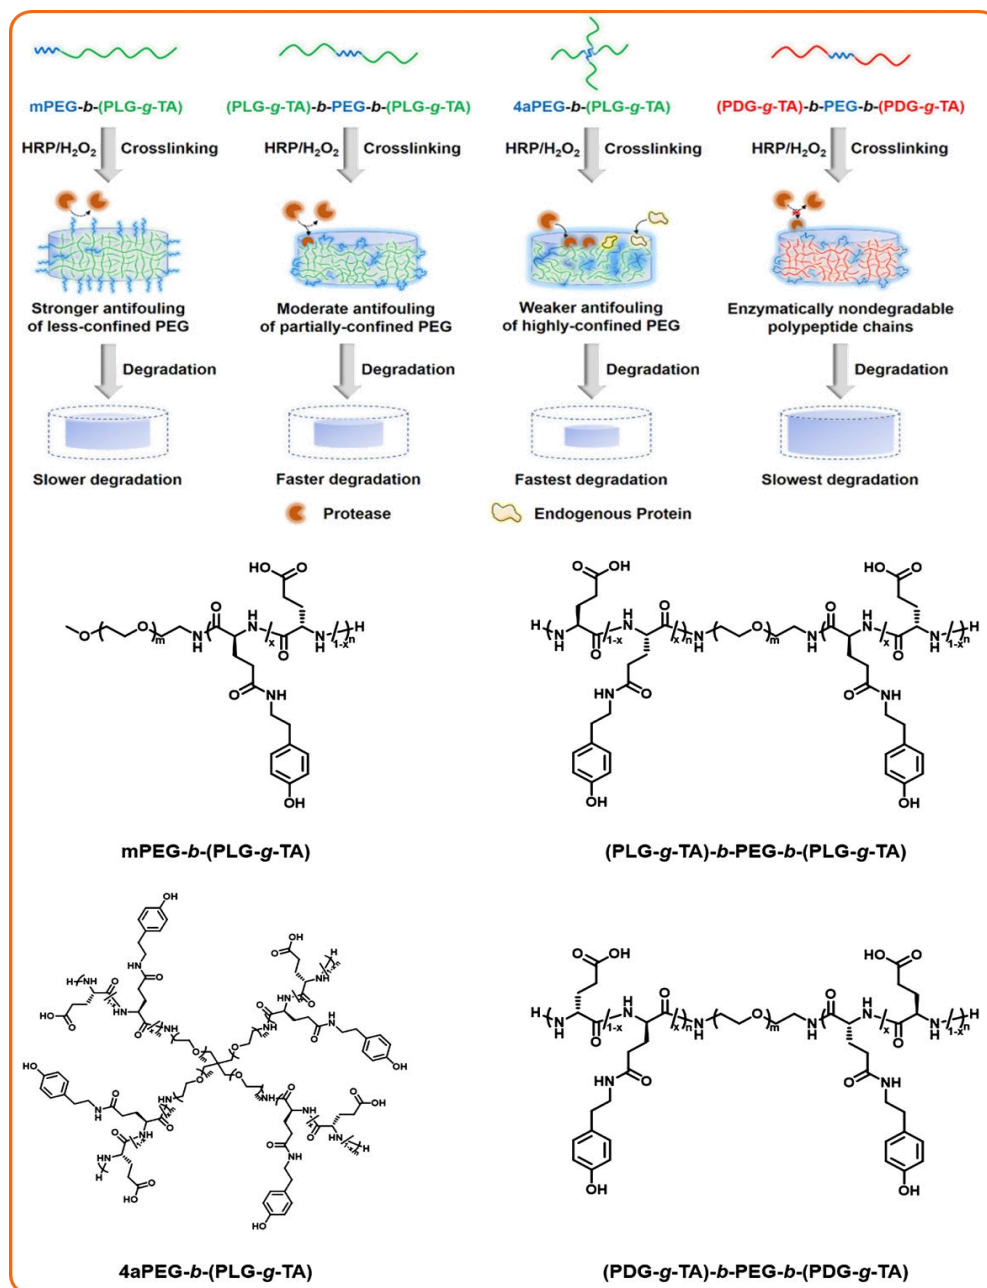 mPEG-b-(PLG-g-TA) (PLG-g-TA)-b-PEG-b-(PLG-g-TA) 4aPEG-b-(PLG-g-TA) (PDG-g-TA)-b-PEG-b-(PDG-g-TA)
HRP/H₂O₂ Crosslinking HRP/H₂O₂ Crosslinking HRP/H₂O₂ Crosslinking HRP/H₂O₂ Crosslinking
Stronger antifouling
of less-confined PEG
Moderate antifouling
of partially-confined PEG
Weaker antifouling
of highly-confined PEG
Enzymatically nondegradable
polypeptide chains
Degradation Degradation Degradation Degradation
Slower degradation Faster degradation Fastest degradation Slowest degradation
Protease Endogenous Protein
mPEG-b-(PLG-g-TA) (PLG-g-TA)-b-PEG-b-(PLG-g-TA)
4aPEG-b-(PLG-g-TA) (PDG-g-TA)-b-PEG-b-(PDG-g-TA)